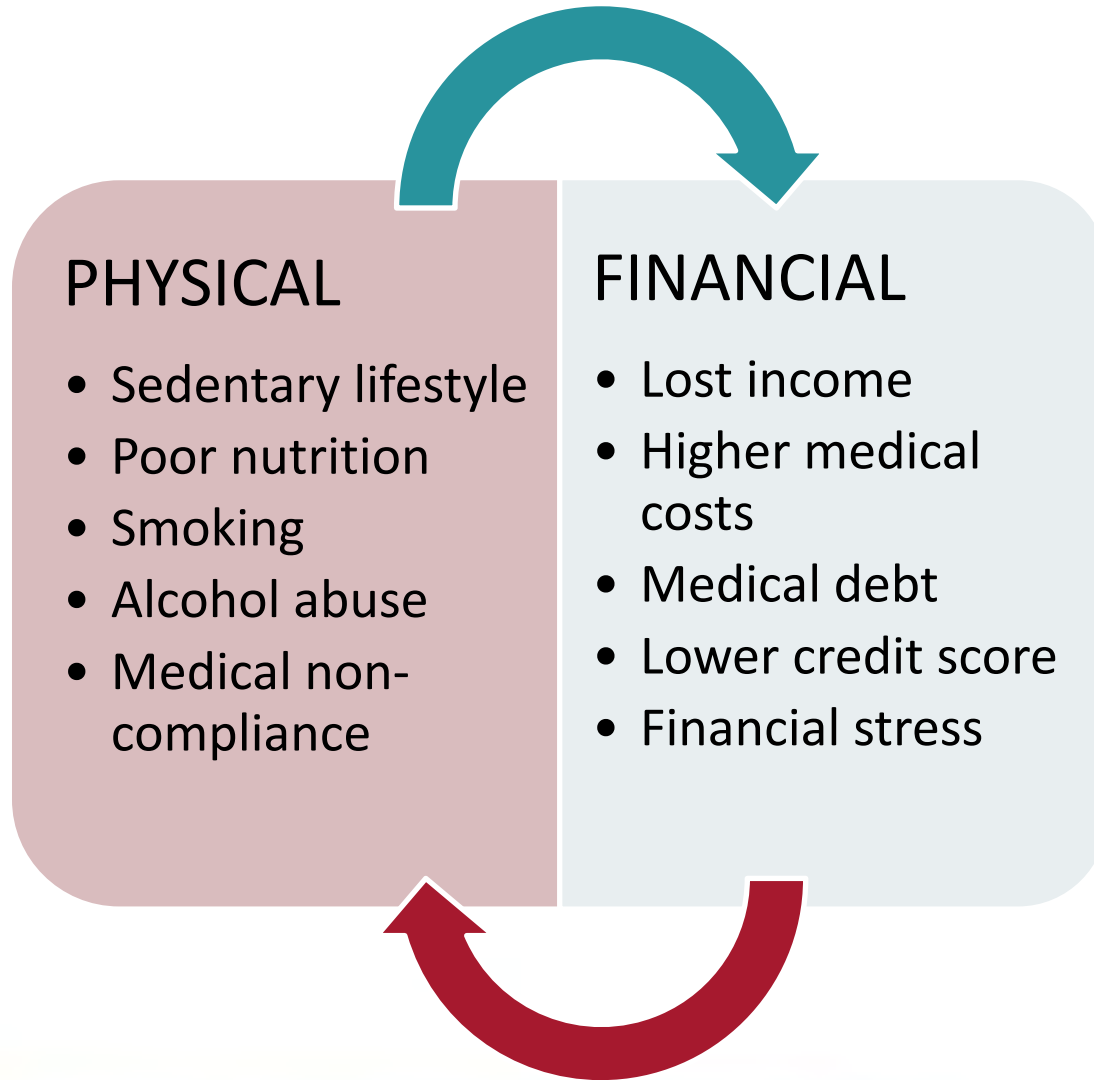 PHYSICAL
• Sedentary lifestyle
• Poor nutrition
• Smoking
• Alcohol abuse
• Medical non-
compliance
FINANCIAL
• Lost income
• Higher medical
costs
• Medical debt
• Lower credit score
• Financial stress